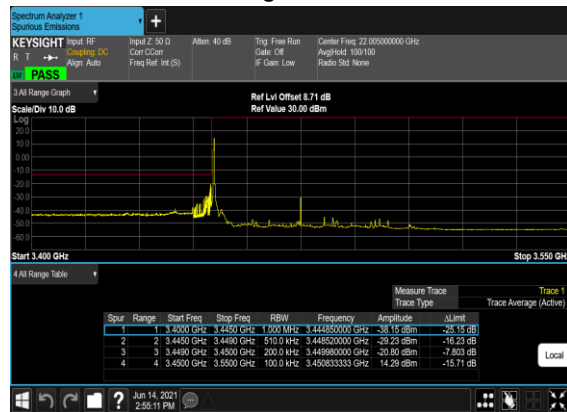 Spectrum Analyzer 1
Spurious Emissions
+
KEYSIGHT Input: RF Input Z: 50 Ω Atten: 40 dB Trig: Free Run Center Freq: 22.005000000 GHz
R T Coupling: DC Corr CCorr Gate: Off Avg|Hold: 100/100
Align: Auto Freq Ref: Int (S) IF Gain: Low Radio Std: None
LW PASS
3 All Range Graph
Ref Lvl Offset 8.71 dB
Scale/Div 10.0 dB Ref Value 30.00 dBm
Log
20.0
10.0
0.00
-10.0
-20.0
-30.0
-40.0
-50.0
-60.0
Start 3.400 GHz Stop 3.550 GHz
4 All Range Table
Measure Trace Trace 1
Trace Type Trace Average (Active)
Spur Range Start Freq Stop Freq RBW Frequency Amplitude ΔLimit
1 1 3.4000 GHz 3.4450 GHz 1.000 MHz 3.444850000 GHz -38.15 dBm -25.15 dB
2 2 3.4450 GHz 3.4490 GHz 510.0 kHz 3.448520000 GHz -29.23 dBm -16.23 dB
3 3 3.4490 GHz 3.4500 GHz 200.0 kHz 3.449980000 GHz -20.80 dBm -7.803 dB
4 4 3.4500 GHz 3.5500 GHz 100.0 kHz 3.450833333 GHz 14.29 dBm -15.71 dB
Local
? Jun 14, 2021
2:55:11 PM